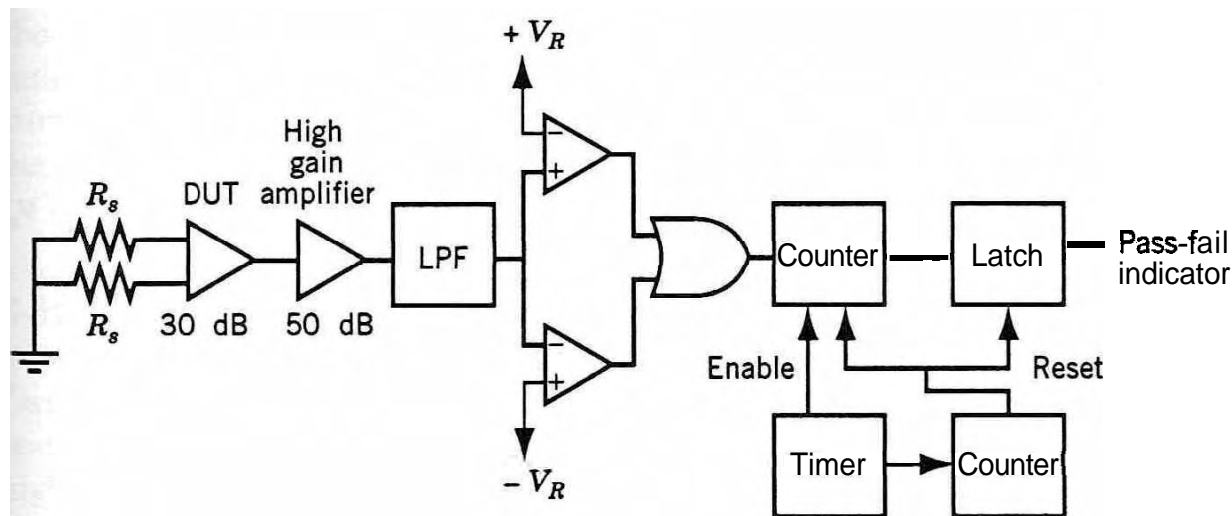 + V_R
High
gain
amplifier
DUT
R_s
R_s
30 dB
50 dB
LPF
−
+
−
+
Counter
Latch
Pass-fail
indicator
Enable
Reset
Timer
Counter
− V_R